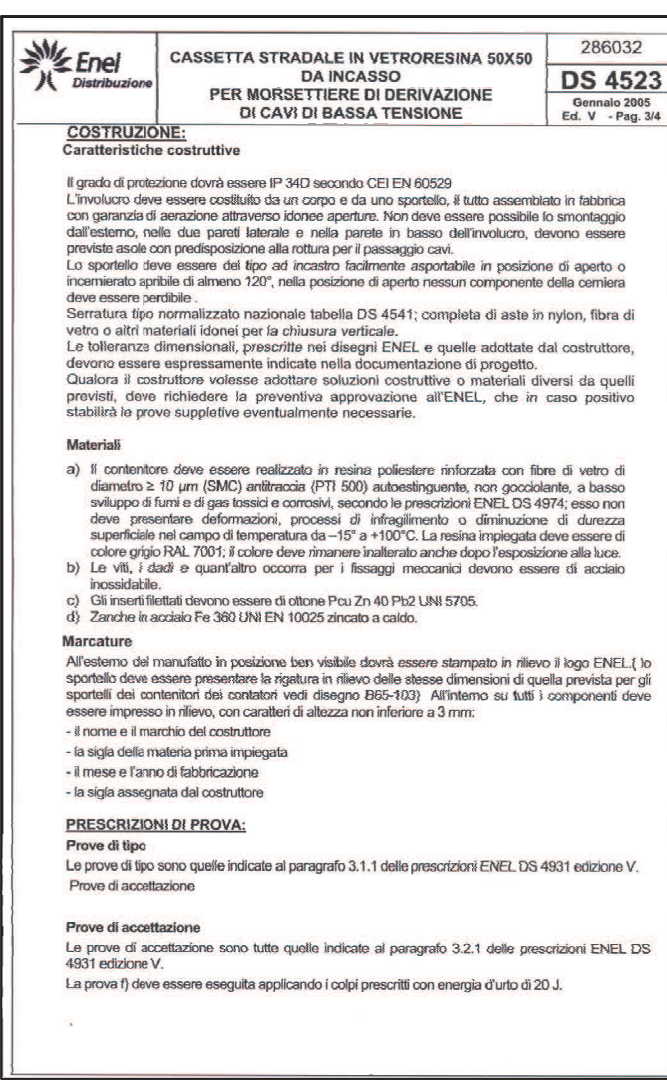 Enel
Distribuzione
CASSETTA STRADALE IN VETRORESINA 50X50
DA INCASSO
PER MORSETTIERE DI DERIVAZIONE
DI CAVI DI BASSA TENSIONE
286032
DS 4523
Gennaio 2005
Ed. V - Pag. 3/4
COSTRUZIONE:
Caratteristiche costruttive
Il grado di protezione dovrà essere IP 34D secondo CEI EN 60529
L'involucro deve essere costituito da un corpo e da uno sportello, il tutto assemblato in fabbrica
con garanzia di aerazione attraverso idonee aperture. Non deve essere possibile lo smontaggio
dall'esterno, nelle due pareti laterale e nella parete in basso dell'involucro, devono essere
previste asole con predisposizione alla rottura per il passaggio cavi.
Lo sportello deve essere del tipo ad incastro facilmente asportabile in posizione di aperto o
incernierato apribile di almeno 120°, nella posizione di aperto nessun componente della cerniera
deve essere perdibile .
Serratura tipo normalizzato nazionale tabella DS 4541; completa di aste in nylon, fibra di
vetro o altri materiali idonei per la chiusura verticale.
Le tolleranze dimensionali, prescritte nei disegni ENEL e quelle adottate dal costruttore,
devono essere espressamente indicate nella documentazione di progetto.
Qualora il costruttore volesse adottare soluzioni costruttive o materiali diversi da quelli
previsti, deve richiedere la preventiva approvazione all'ENEL, che in caso positivo
stabilirà le prove suppletive eventualmente necessarie.
Materiali
a) Il contentore deve essere realizzato in resina poliestere rinforzata con fibre di vetro di
diametro ≥ 10 µm (SMC) antitraccia (PTI 500) autoestinguente, non gocciolante, a basso
sviluppo di fumi e di gas tossici e corrosivi, secondo le prescrizioni ENEL DS 4974; esso non
deve presentare deformazioni, processi di infragilimento o diminuzione di durezza
superficiale nel campo di temperatura da –15° a +100°C. La resina impiegata deve essere di
colore grigio RAL 7001; il colore deve rimanere inalterato anche dopo l'esposizione alla luce.
b) Le viti, i dadi e quant'altro occorra per i fissaggi meccanici devono essere di acciaio
inossidabile.
c) Gli inserti filettati devono essere di ottone Pcu Zn 40 Pb2 UNI 5705.
d) Zanche in acciaio Fe 360 UNI EN 10025 zincato a caldo.
Marcature
All'esterno del manufatto in posizione ben visibile dovrà essere stampato in rilievo il logo ENEL.( lo
sportello deve essere presentare la rigatura in rilievo delle stesse dimensioni di quella prevista per gli
sportelli dei contenitori dei contatori vedi disegno B65-103) All'interno su tutti i componenti deve
essere impresso in rilievo, con caratteri di altezza non inferiore a 3 mm:
- il nome e il marchio del costruttore
- la sigla della materia prima impiegata
- il mese e l'anno di fabbricazione
- la sigla assegnata dal costruttore
PRESCRIZIONI DI PROVA:
Prove di tipo
Le prove di tipo sono quelle indicate al paragrafo 3.1.1 delle prescrizioni ENEL DS 4931 edizione V.
Prove di accettazione
Prove di accettazione
Le prove di accettazione sono tutte quelle indicate al paragrafo 3.2.1 delle prescrizioni ENEL DS
4931 edizione V.
La prova f) deve essere eseguita applicando i colpi prescritti con energia d'urto di 20 J.